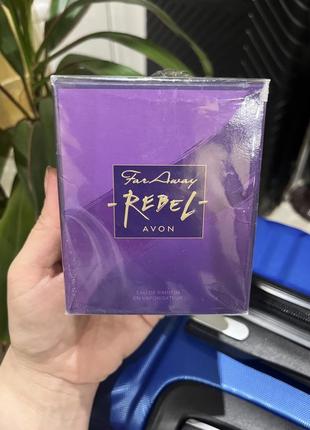 Far Away
-REBEL-
AVON
EAU DE PARFUM
EN VAPORISATEUR